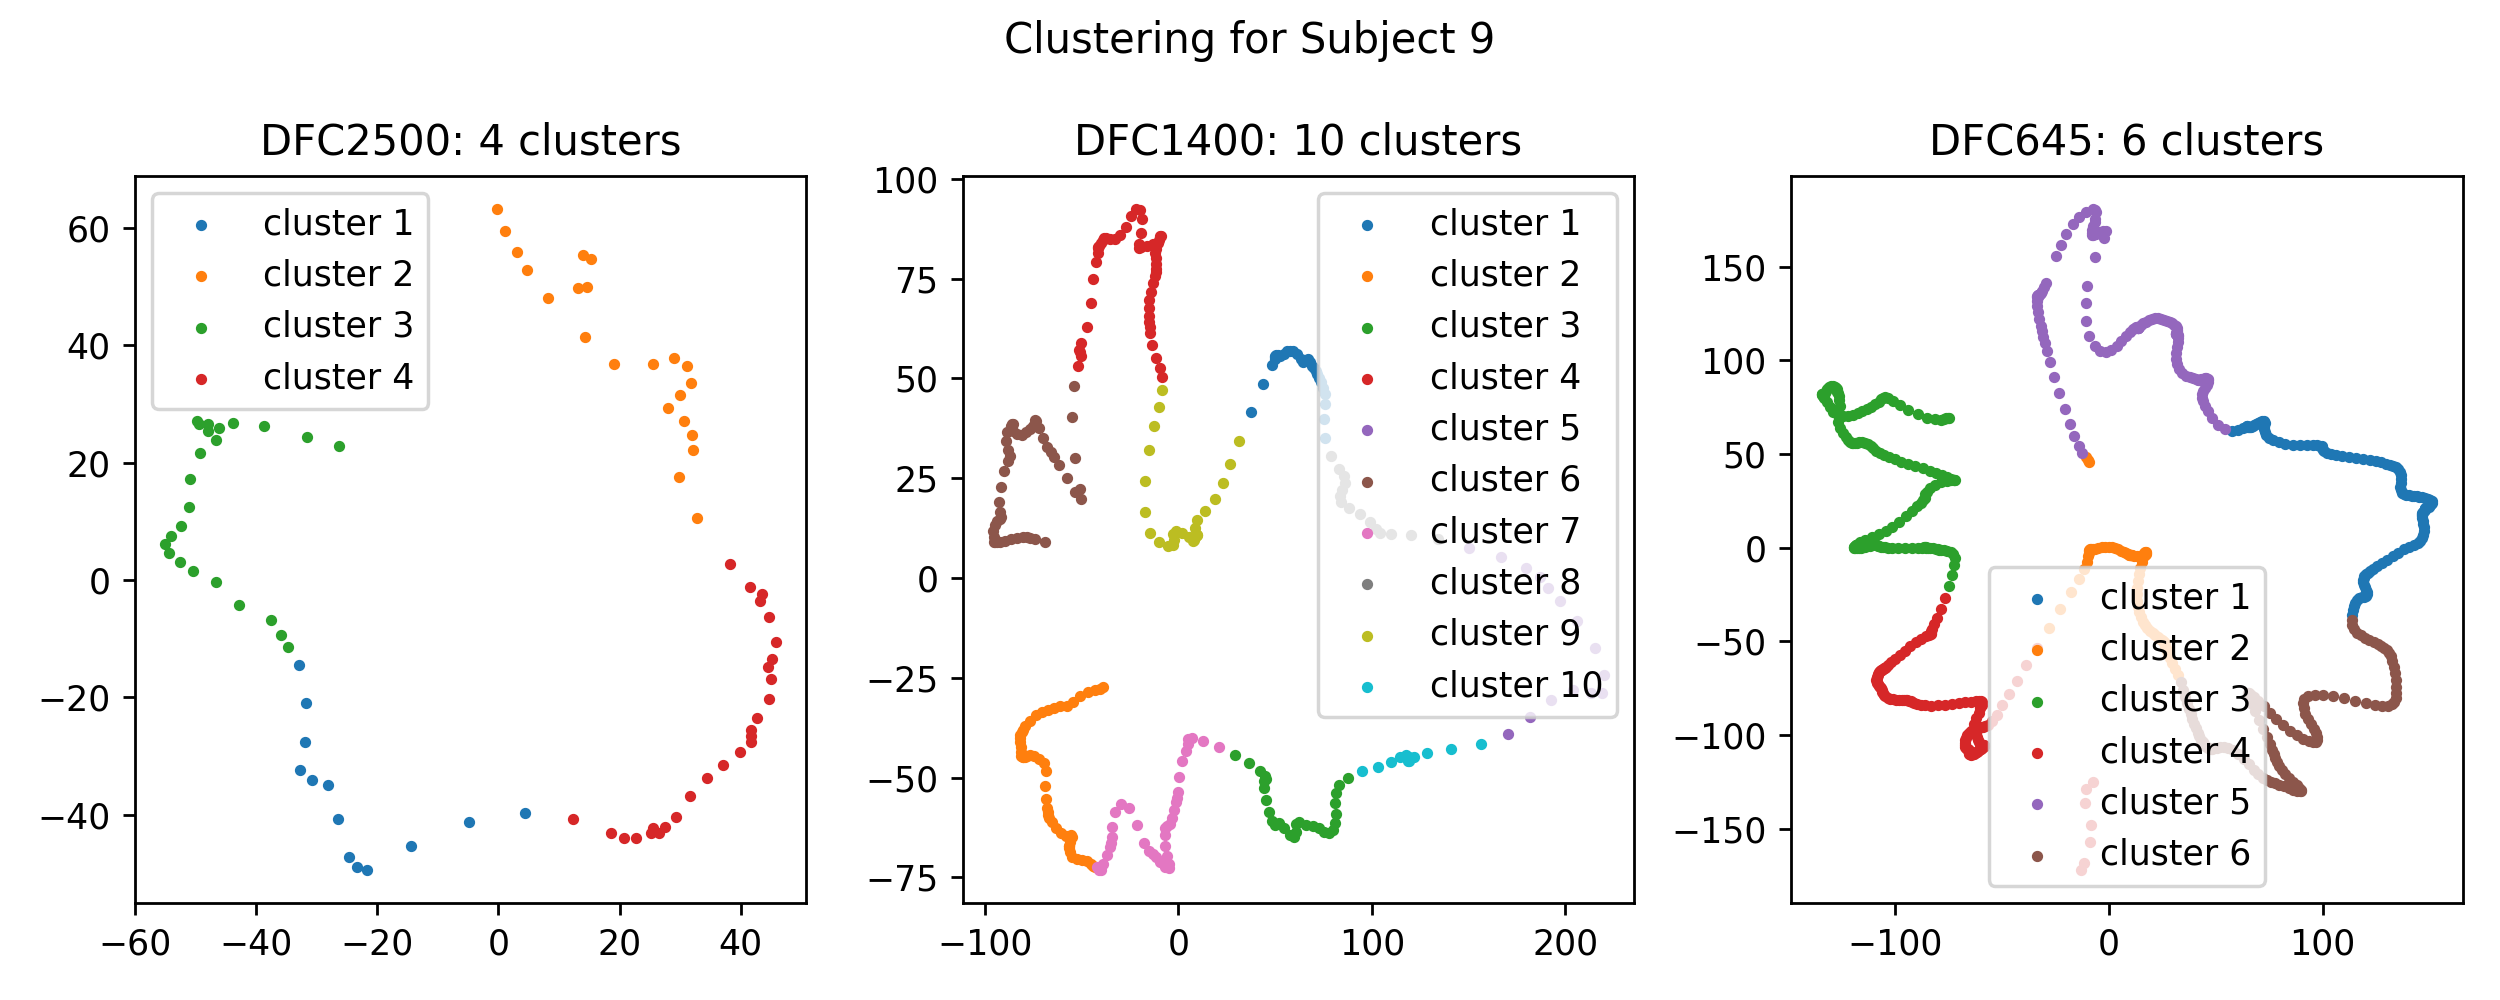 Clustering for Subject 9
DFC2500: 4 clusters
60
40
20
0
−20
−40
−60
−40
−20
0
20
40
cluster 1
cluster 2
cluster 3
cluster 4
DFC1400: 10 clusters
100
75
50
25
0
−25
−50
−75
−100
0
100
200
cluster 1
cluster 2
cluster 3
cluster 4
cluster 5
cluster 6
cluster 7
cluster 8
cluster 9
cluster 10
DFC645: 6 clusters
150
100
50
0
−50
−100
−150
−100
0
100
cluster 1
cluster 2
cluster 3
cluster 4
cluster 5
cluster 6